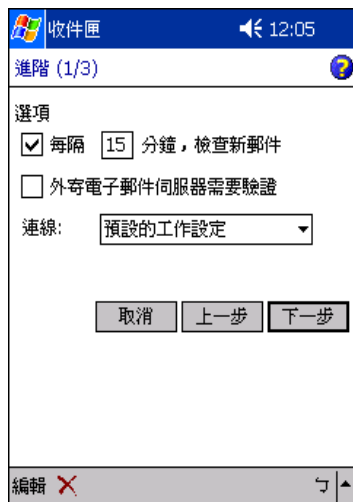 收件匣 12:05
進階 (1/3)
選項
每隔 15 分鐘，檢查新郵件
外寄電子郵件伺服器需要驗證
連線: 預設的工作設定
取消 上一步 下一步
編輯 ㄅ